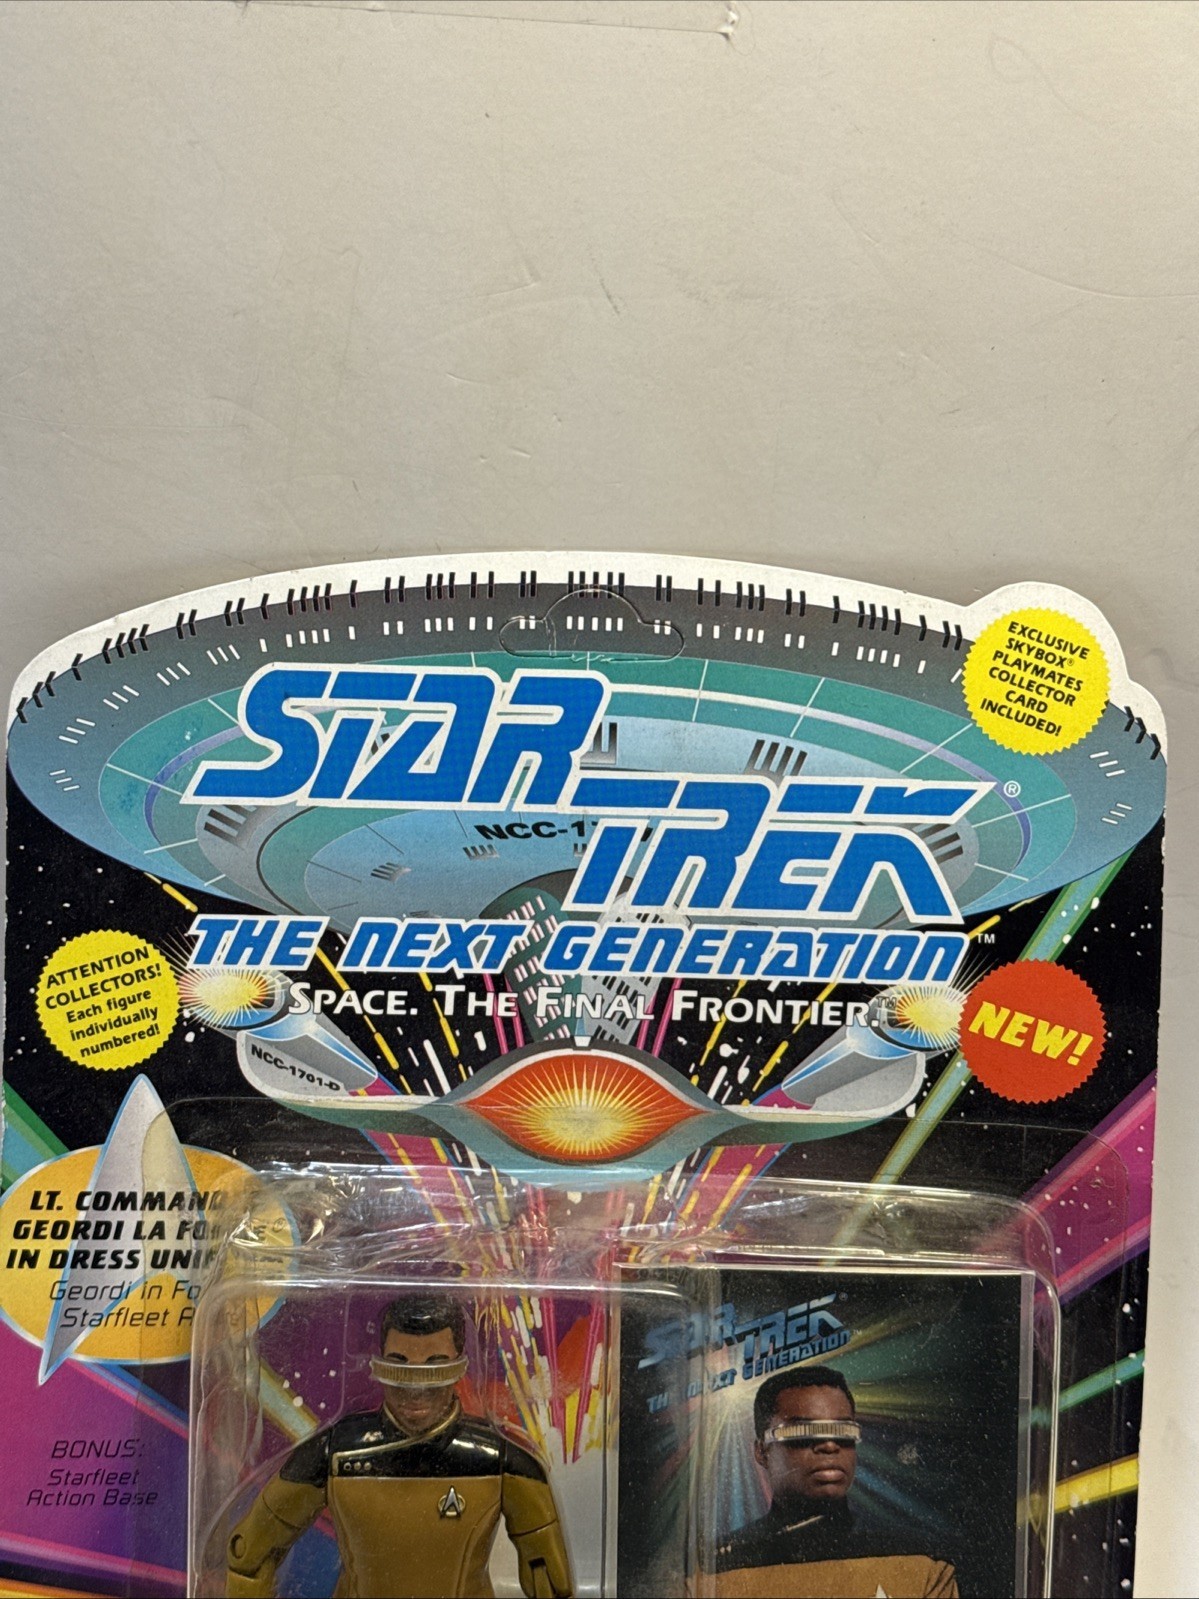 EXCLUSIVE
SKYBOX®
PLAYMATES
COLLECTOR
CARD
INCLUDED!
STAR
TREK®
NCC-1
THE NEXT GENERATION™
SPACE. THE FINAL FRONTIER.™
ATTENTION
COLLECTORS!
Each figure
individually
numbered!
NEW!
NCC-1701-D
LT. COMMAND
GEORDI LA FO
IN DRESS UNIF
Geordi in Fo
Starfleet A
BONUS:
Starfleet
Action Base
STAR TREK®
THE NEXT GENERATION™